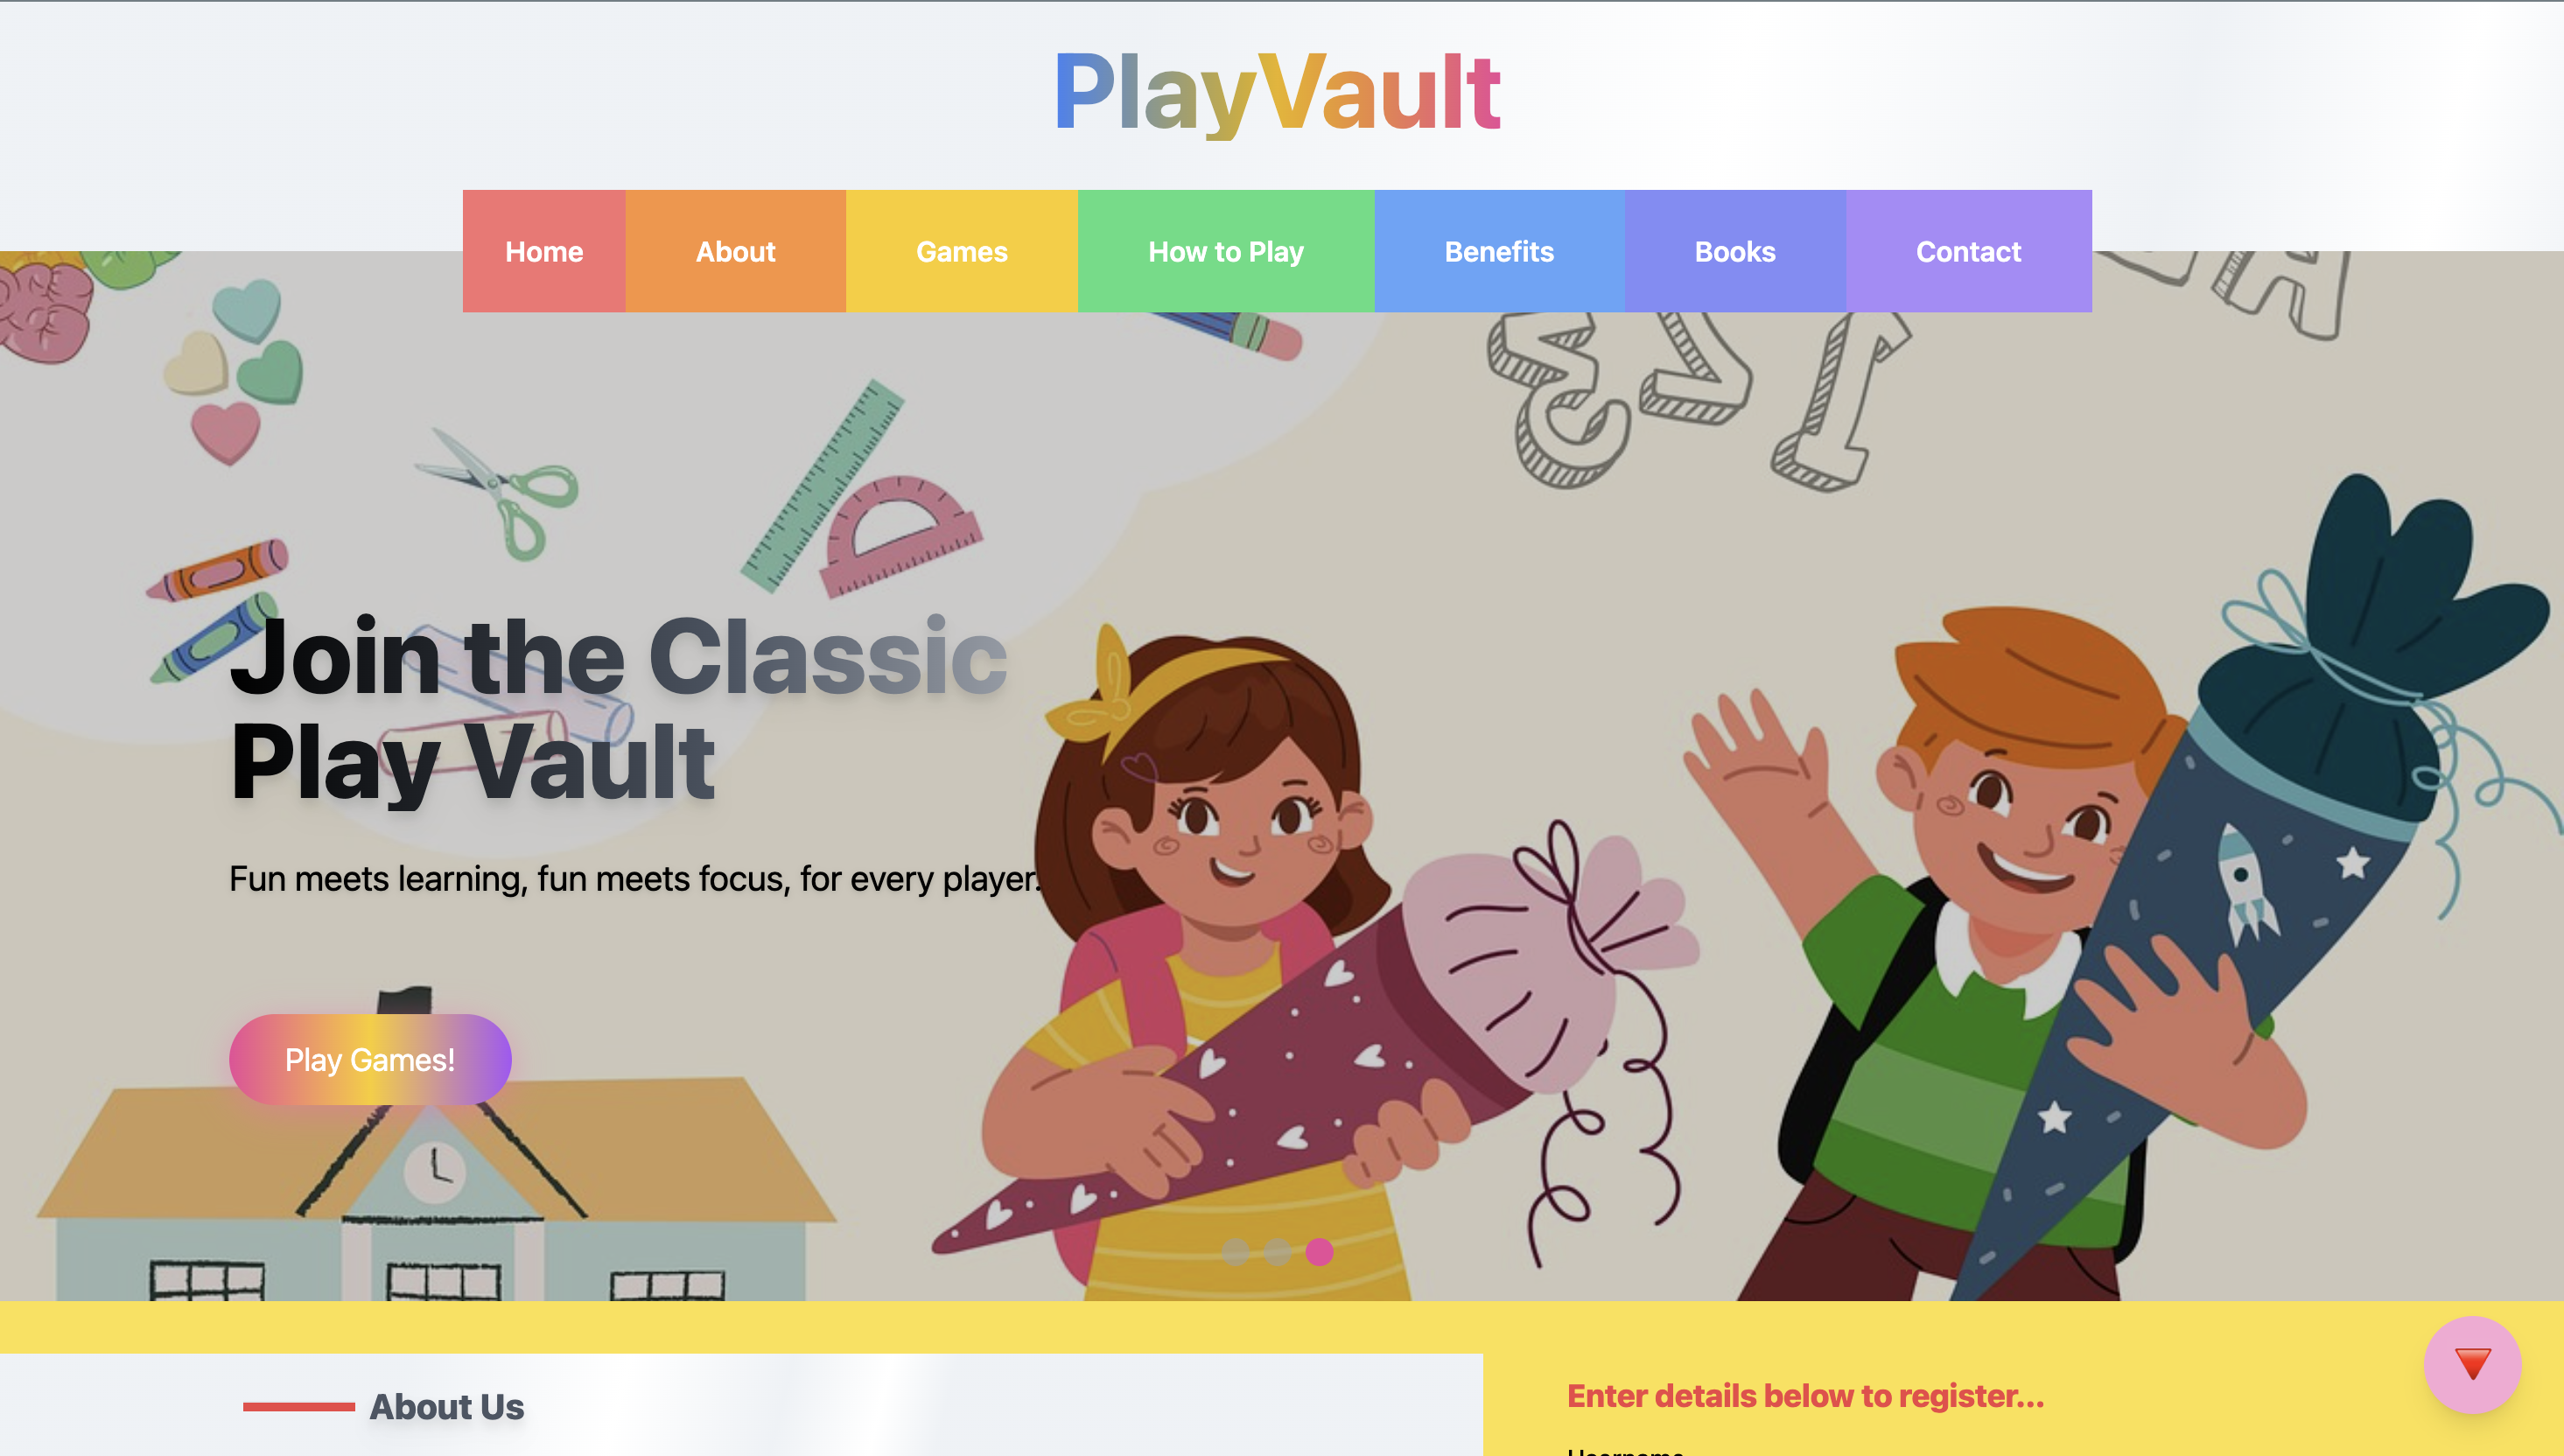 PlayVault
Home About Games How to Play Benefits Books Contact
Join the Classic
Play Vault
Fun meets learning, fun meets focus, for every player.
Play Games!
About Us
Enter details below to register...
Username